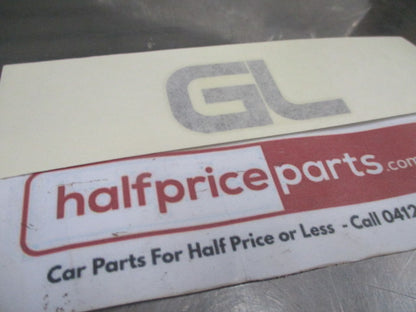 GL
halfpriceparts.com
Car Parts For Half Price or Less - Call 0412